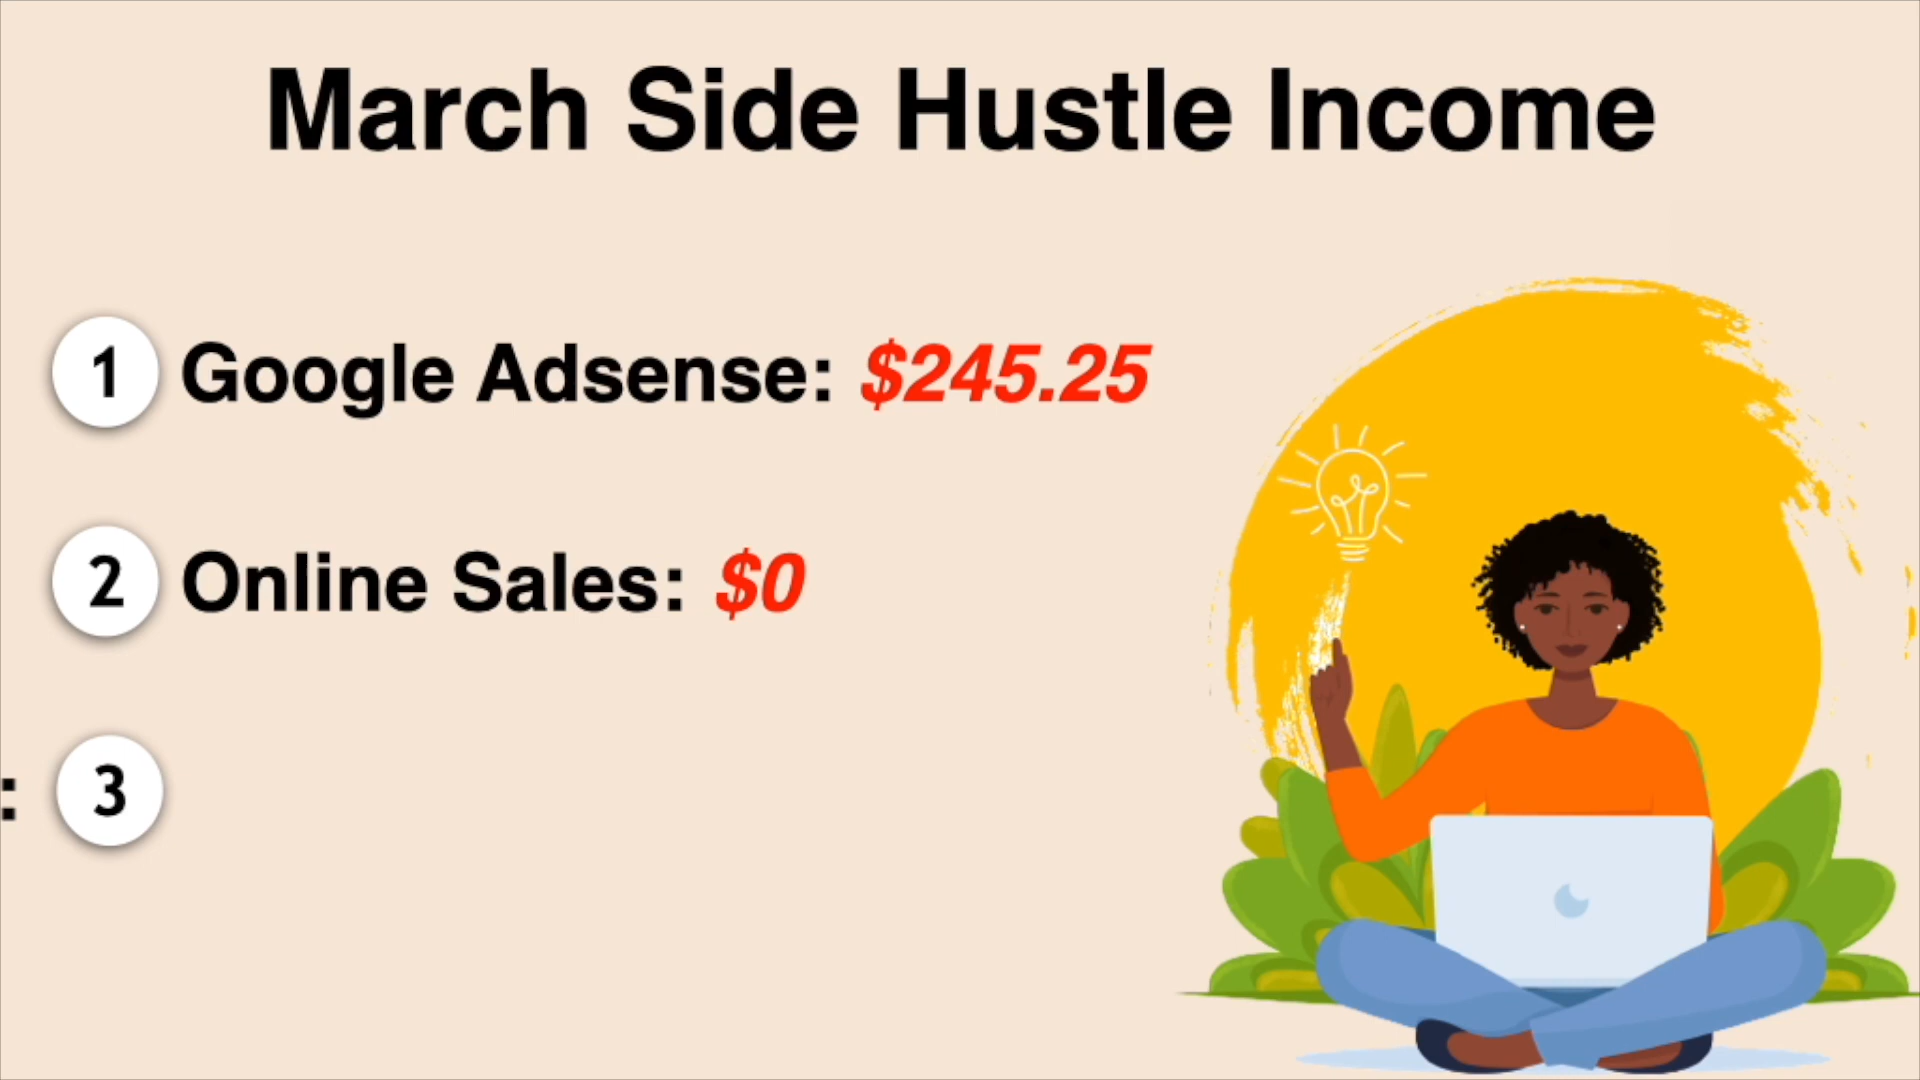 March Side Hustle Income
1 Google Adsense: $245.25
2 Online Sales: $0
: 3